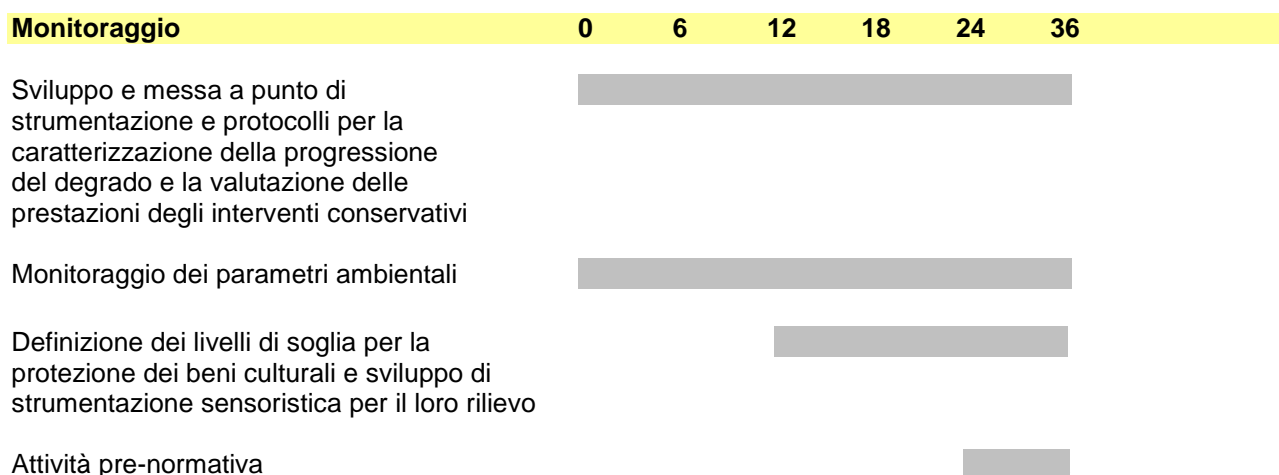 Monitoraggio 0 6 12 18 24 36
Sviluppo e messa a punto di
strumentazione e protocolli per la
caratterizzazione della progressione
del degrado e la valutazione delle
prestazioni degli interventi conservativi
Monitoraggio dei parametri ambientali
Definizione dei livelli di soglia per la
protezione dei beni culturali e sviluppo di
strumentazione sensoristica per il loro rilievo
Attività pre-normativa